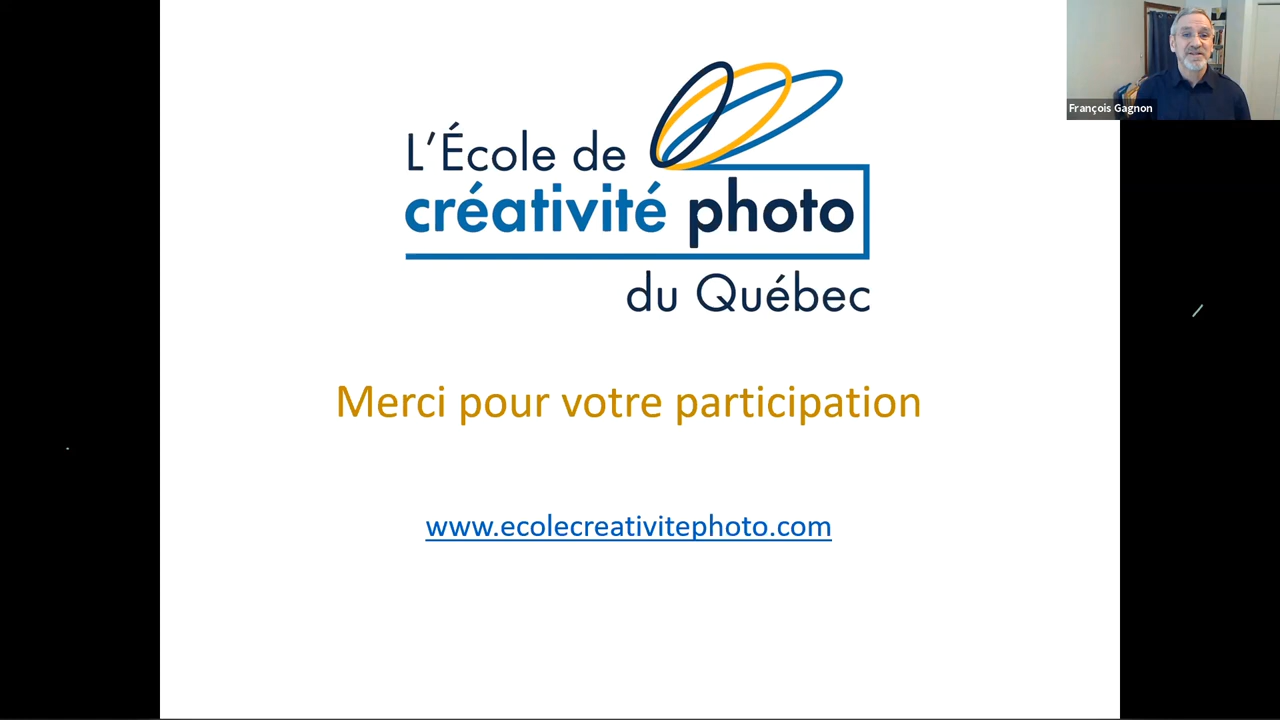 L'École de
créativité photo
du Québec
Merci pour votre participation
www.ecolecreativitephoto.com
François Gagnon